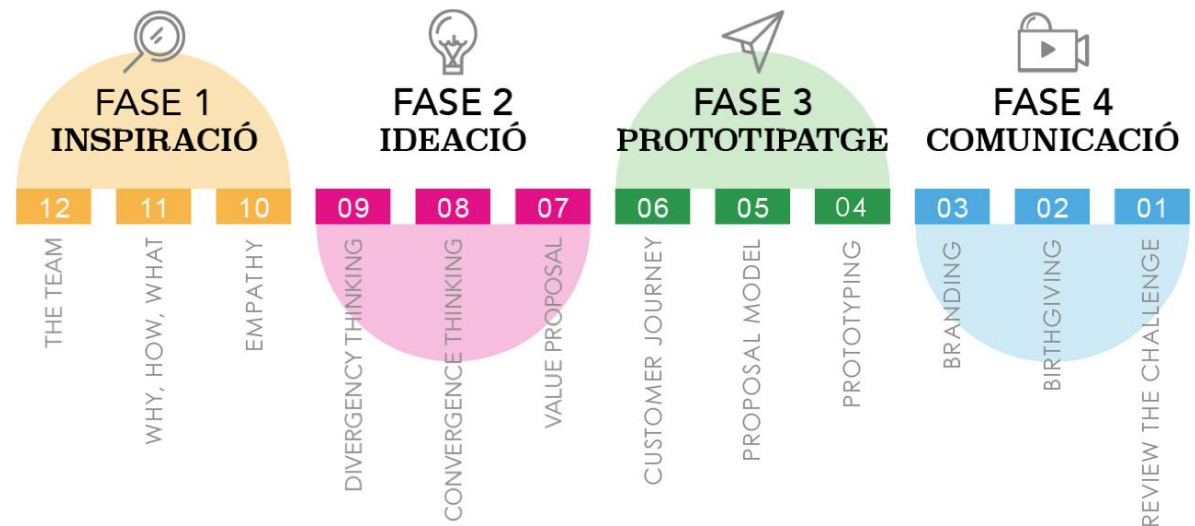 FASE 1
INSPIRACIÓ
12
11
10
THE TEAM
WHY, HOW, WHAT
EMPATHY
FASE 2
IDEACIÓ
09
08
07
DIVERGENCY THINKING
CONVERGENCE THINKING
VALUE PROPOSAL
FASE 3
PROTOTIPATGE
06
05
04
CUSTOMER JOURNEY
PROPOSAL MODEL
PROTOTYPING
FASE 4
COMUNICACIÓ
03
02
01
BRANDING
BIRTHGIVING
REVIEW THE CHALLENGE